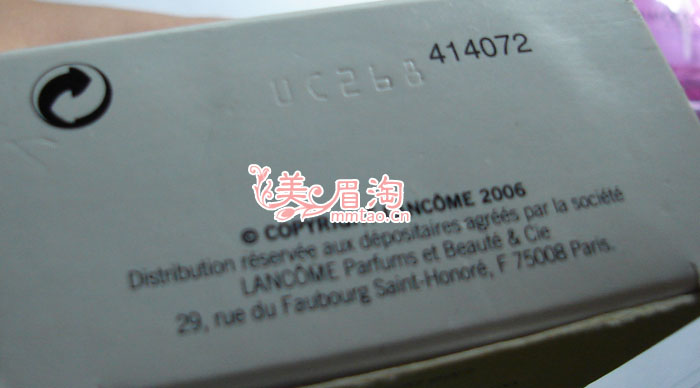 414072
UC268
美眉淘
mmtao.cn
© COPYRIGHT LANCÔME 2006
Distribution réservée aux dépositaires agréés par la société
LANCÔME Parfums et Beauté & Cie
29, rue du Faubourg Saint-Honoré, F 75008 Paris.